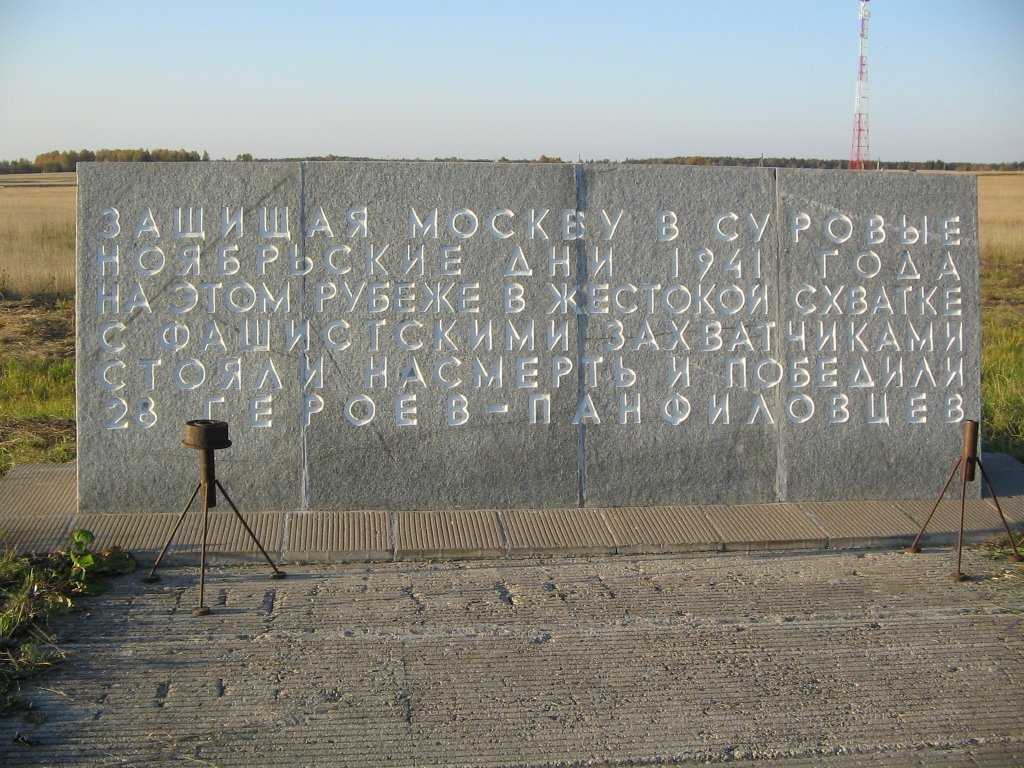 ЗАЩИЩАЯ МОСКВУ В СУРОВЫЕ
НОЯБРЬСКИЕ ДНИ 1941 ГОДА
НА ЭТОМ РУБЕЖЕ В ЖЕСТОКОЙ СХВАТКЕ
С ФАШИСТСКИМИ ЗАХВАТЧИКАМИ
СТОЯЛИ НАСМЕРТЬ И ПОБЕДИЛИ
28 ГЕРОЕВ-ПАНФИЛОВЦЕВ